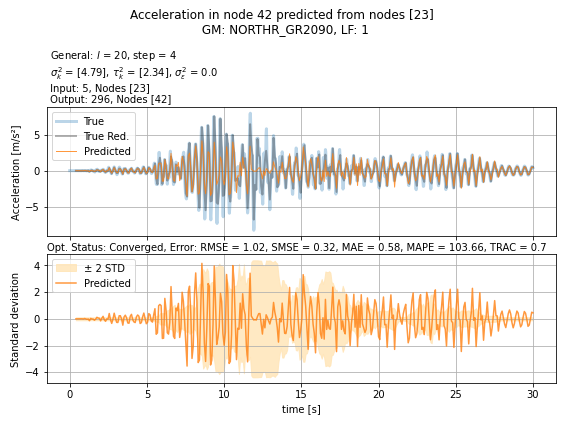 Acceleration in node 42 predicted from nodes [23]
GM: NORTHR_GR2090, LF: 1
General: l = 20, step = 4
σ²ₖ = [4.79], τ²ₖ = [2.34], σ²ε = 0.0
Input: 5, Nodes [23]
Output: 296, Nodes [42]
True
True Red.
Predicted
Acceleration [m/s²]
5
0
−5
Opt. Status: Converged, Error: RMSE = 1.02, SMSE = 0.32, MAE = 0.58, MAPE = 103.66, TRAC = 0.7
± 2 STD
Predicted
Standard deviation
4
2
0
−2
−4
0 5 10 15 20 25 30
time [s]